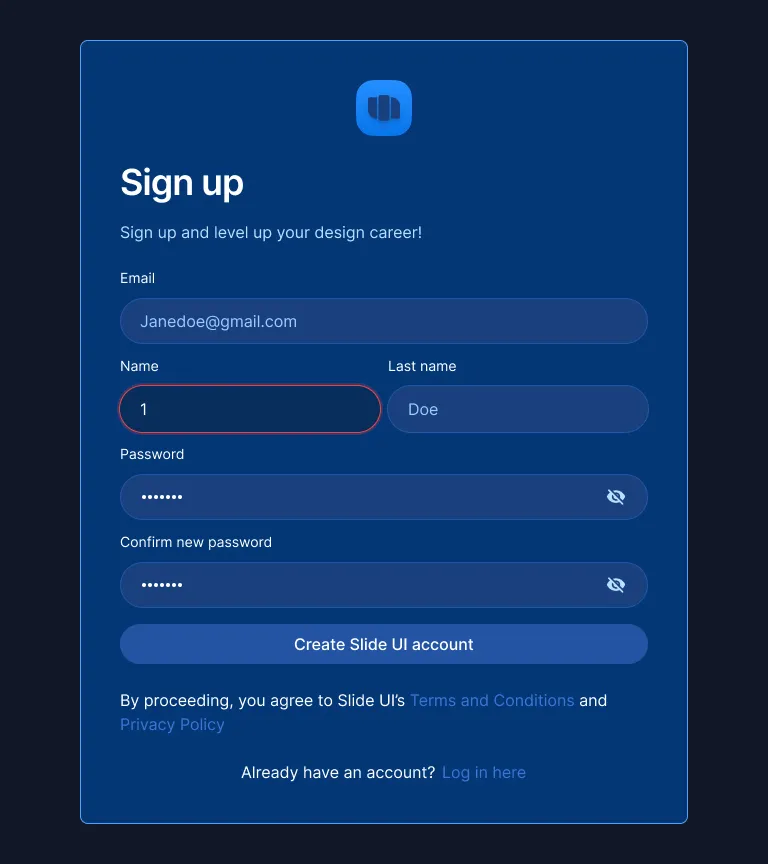 Sign up
Sign up and level up your design career!
Email
Janedoe@gmail.com
Name Last name
1 Doe
Password
•••••••
Confirm new password
•••••••
Create Slide UI account
By proceeding, you agree to Slide UI’s Terms and Conditions and
Privacy Policy
Already have an account? Log in here